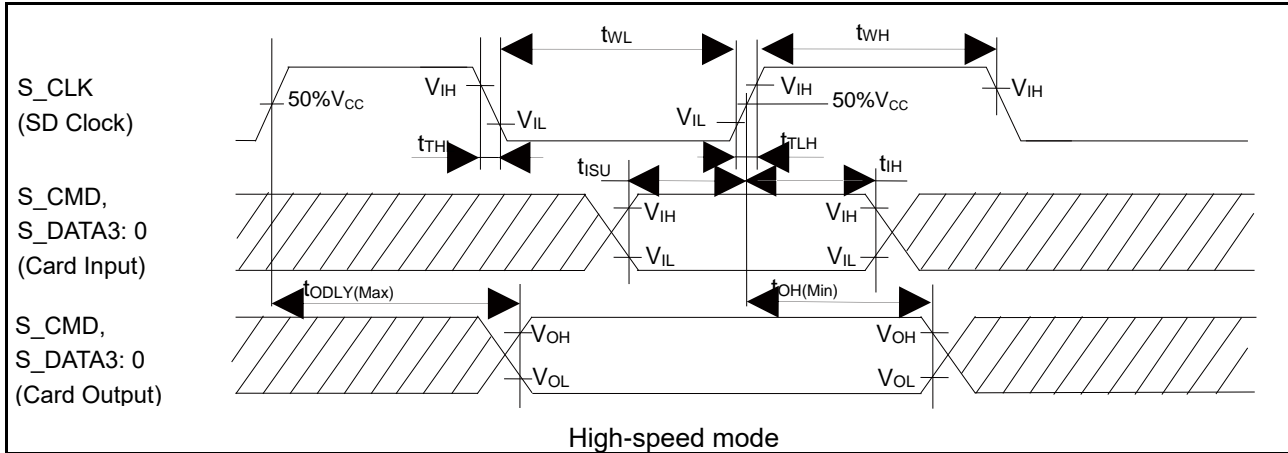 tWL
tWH
S_CLK
(SD Clock)
50%VCC
VIH
VIL
VIL
VIH
50%VCC
VIH
tTH
tTLH
tISU
tIH
S_CMD,
S_DATA3: 0
(Card Input)
VIH
VIL
VIH
VIL
tODLY(Max)
tOH(Min)
S_CMD,
S_DATA3: 0
(Card Output)
VOH
VOL
VOH
VOL
High-speed mode